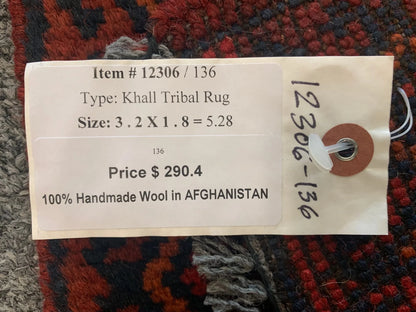 Item # 12306 / 136
Type: Khall Tribal Rug
Size: 3 . 2 X 1 . 8 = 5.28
136
Price $ 290.4
100% Handmade Wool in AFGHANISTAN
12306-136